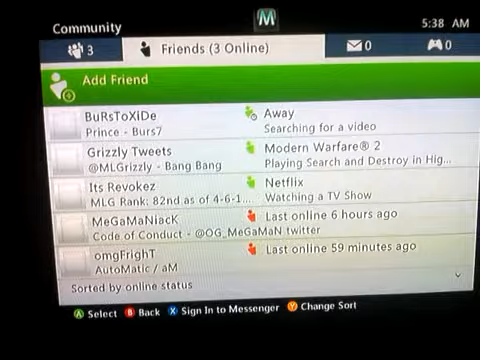 Community
M
5:38 AM
3
Friends (3 Online)
0
0
Add Friend
BuRsToXiDe
Prince - Burs7
Away
Searching for a video
Grizzly Tweets
@MLGrizzly - Bang Bang
Modern Warfare® 2
Playing Search and Destroy in Hig...
Its Revokez
MLG Rank: 82nd as of 4-6-1...
Netflix
Watching a TV Show
MeGaMaNiacK
Code of Conduct - @OG_MeGaMaN twitter
Last online 6 hours ago
omgFrighT
AutoMatic / aM
Last online 59 minutes ago
Sorted by online status
A Select B Back X Sign In to Messenger Y Change Sort